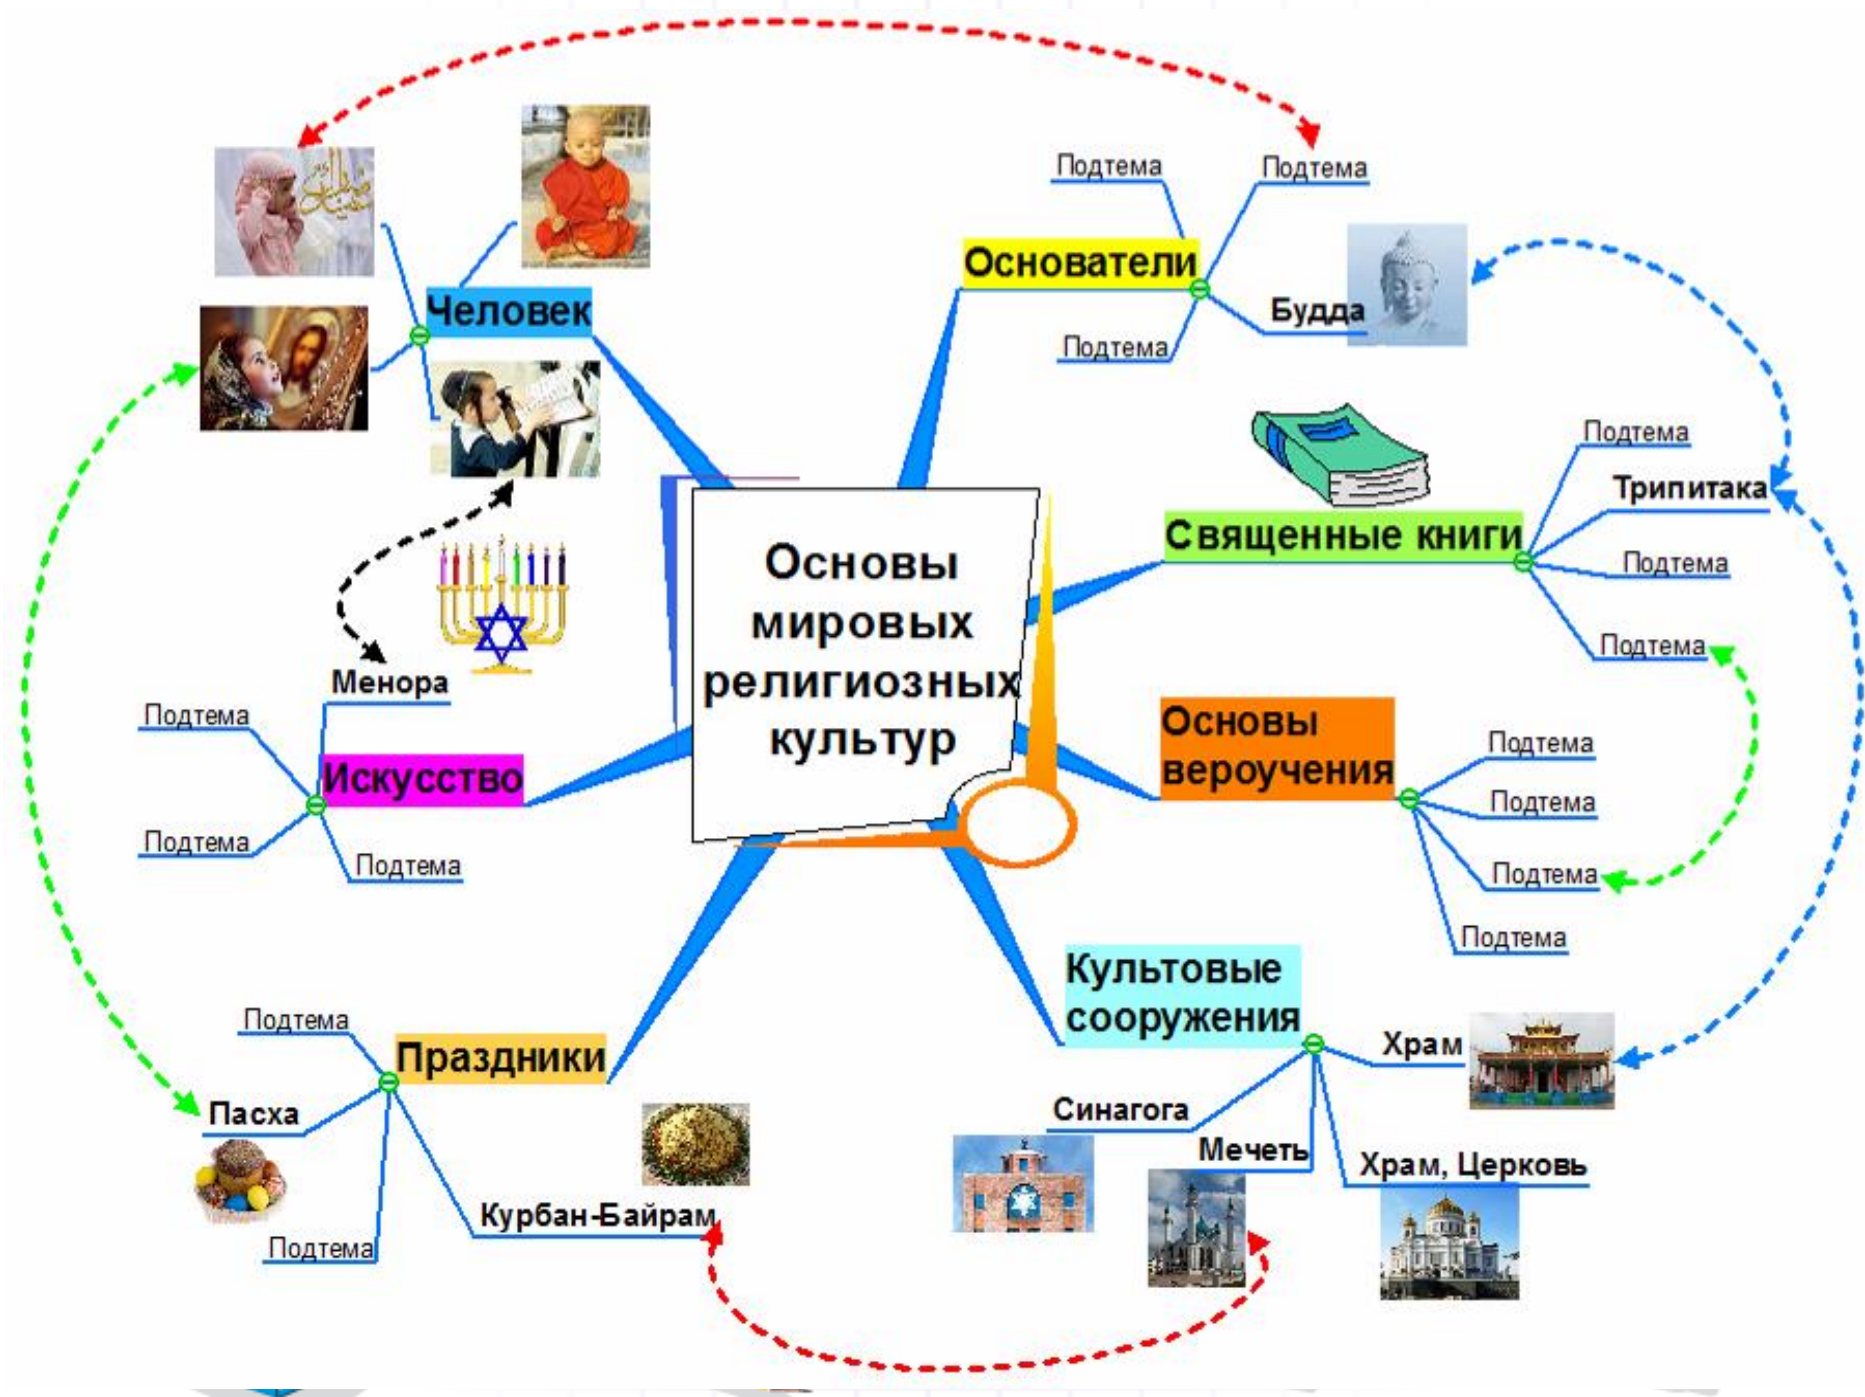 Основы
мировых
религиозных
культур
Основатели
Подтема
Подтема
Будда
Подтема
Священные книги
Подтема
Трипитака
Подтема
Подтема
Основы
вероучения
Подтема
Подтема
Подтема
Подтема
Культовые
сооружения
Храм
Синагога
Мечеть
Храм, Церковь
Праздники
Подтема
Пасха
Подтема
Курбан-Байрам
Искусство
Менора
Подтема
Подтема
Подтема
Человек